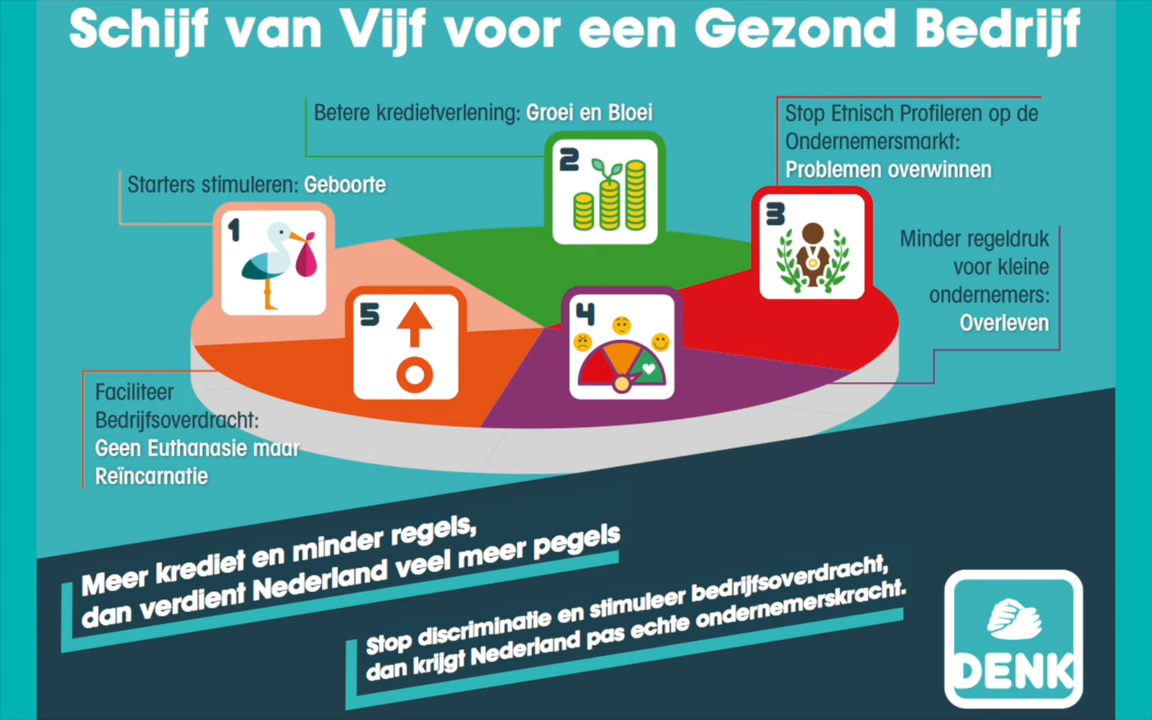 Schijf van Vijf voor een Gezond Bedrijf
Betere kredietverlening: Groei en Bloei
Stop Etnisch Profileren op de
Ondernemersmarkt:
Problemen overwinnen
Starters stimuleren: Geboorte
1
2
3
Minder regeldruk
voor kleine
ondernemers:
Overleven
5
4
Faciliteer
Bedrijfsoverdracht:
Geen Euthanasie maar
Reïncarnatie
Meer krediet en minder regels,
dan verdient Nederland veel meer pegels
Stop discriminatie en stimuleer bedrijfsoverdracht,
dan krijgt Nederland pas echte ondernemerskracht.
DENK